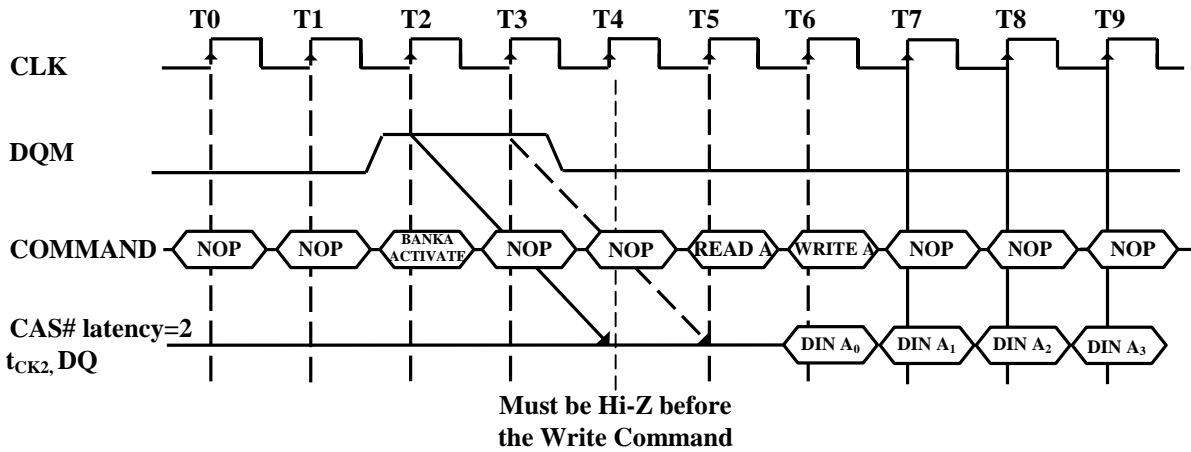 T0 T1 T2 T3 T4 T5 T6 T7 T8 T9
CLK
DQM
COMMAND NOP NOP BANKA ACTIVATE NOP NOP READ A WRITE A NOP NOP NOP
CAS# latency=2
tCK2, DQ DIN A0 DIN A1 DIN A2 DIN A3
Must be Hi-Z before
the Write Command